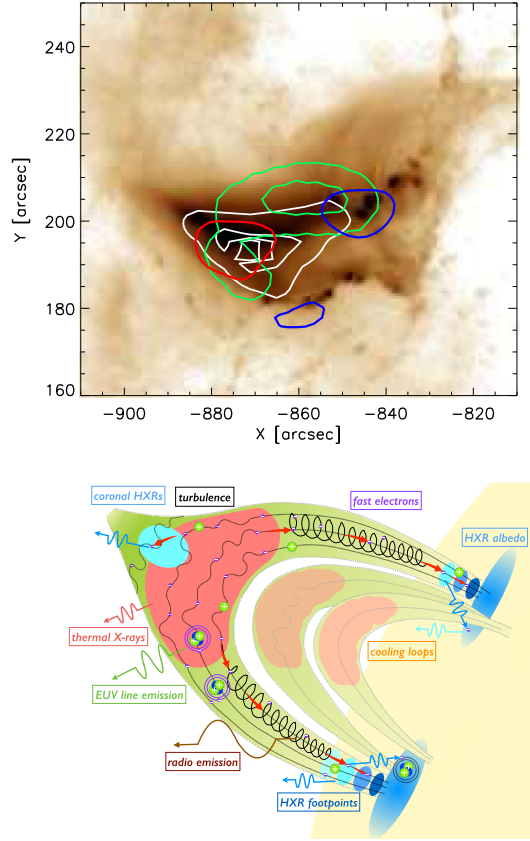 240
220
200
180
160
Y [arcsec]
−900
−880
−860
−840
−820
X [arcsec]
coronal HXRs
turbulence
fast electrons
HXR albedo
thermal X-rays
cooling loops
EUV line emission
radio emission
HXR footpoints